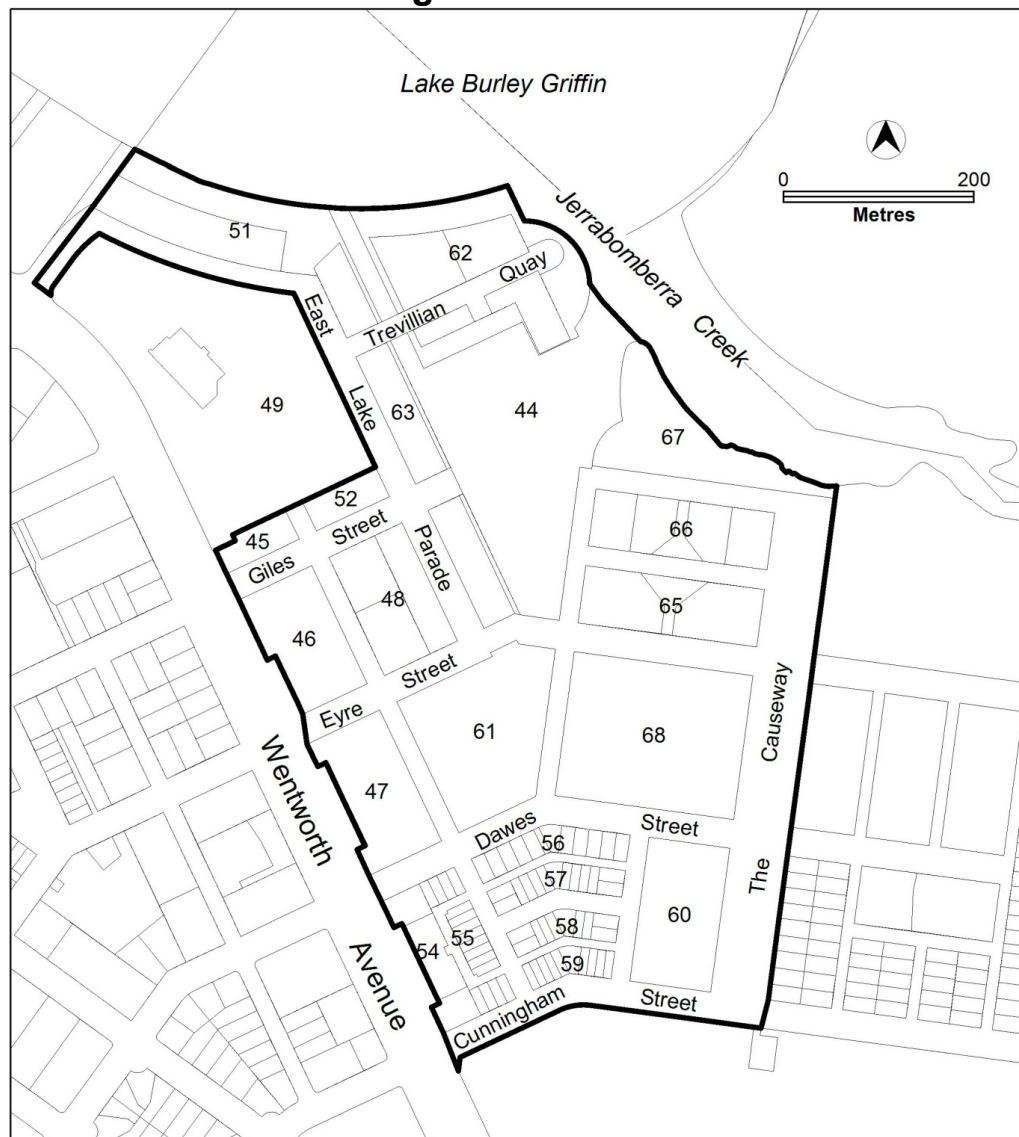 g
Lake Burley Griffin
0 200
Metres
Jerrabomberra Creek
51
62
Quay
East
Trevillian
49
Lake
63
44
67
52
45
Street
Giles
Parade
66
48
65
46
Street
Eyre
61
68
Causeway
47
Wentworth
Dawes
Street
56
57
The
60
58
55
54
59
Avenue
Cunningham
Street